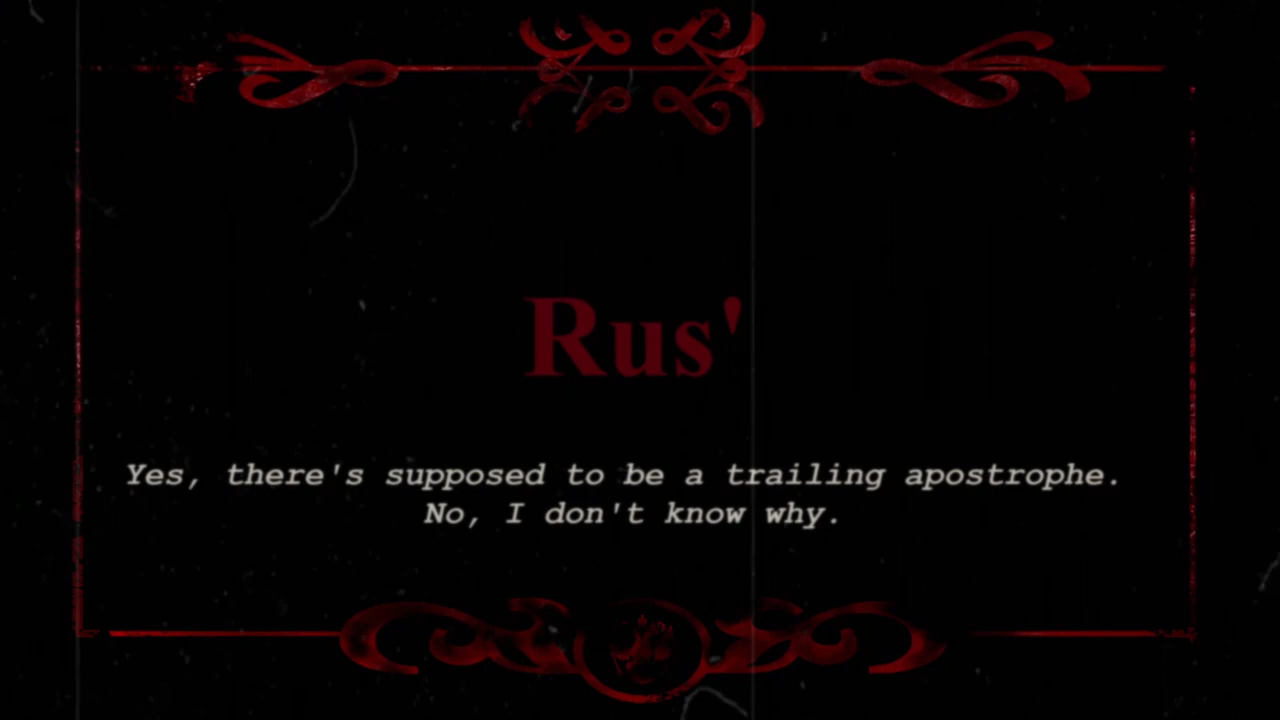 Rus'
Yes, there's supposed to be a trailing apostrophe.
No, I don't know why.